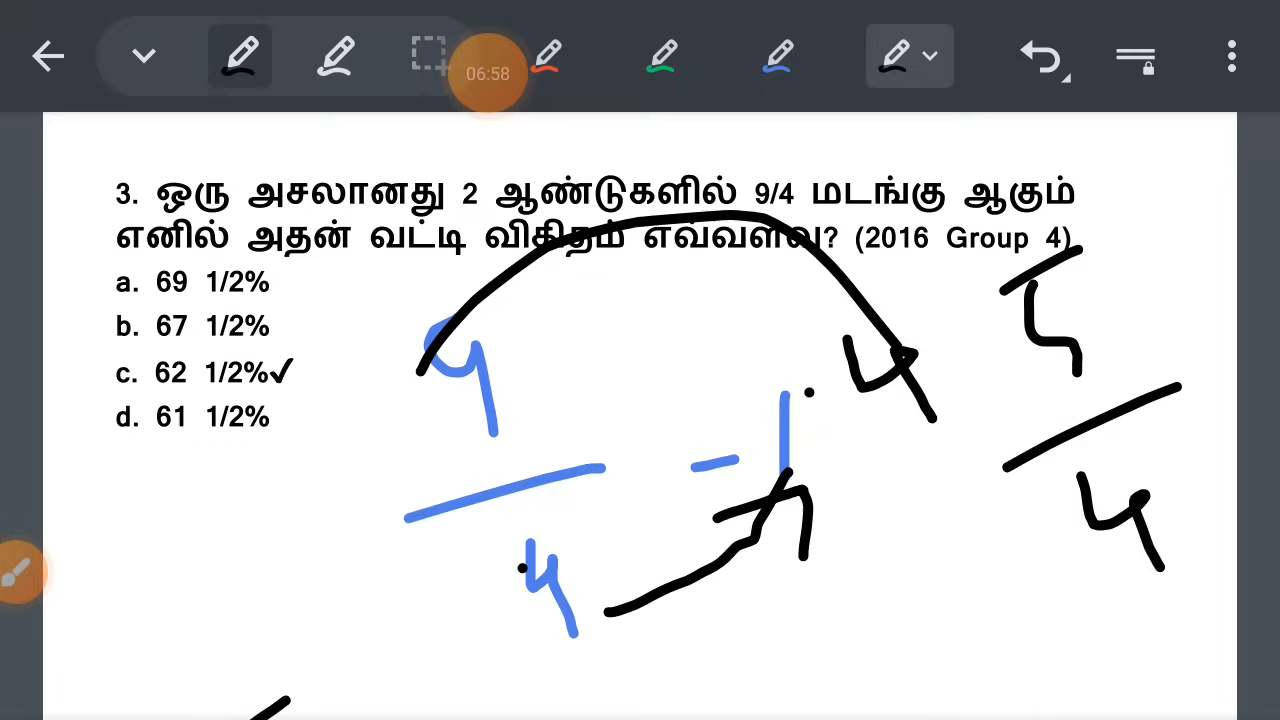 06:58
3. ஒரு அசலானது 2 ஆண்டுகளில் 9/4 மடங்கு ஆகும்
எனில் அதன் வட்டி விகிதம் எவ்வளவு? (2016 Group 4)
a. 69 1/2%
b. 67 1/2%
c. 62 1/2%✓
d. 61 1/2%
9
4
- 1
4
5
4